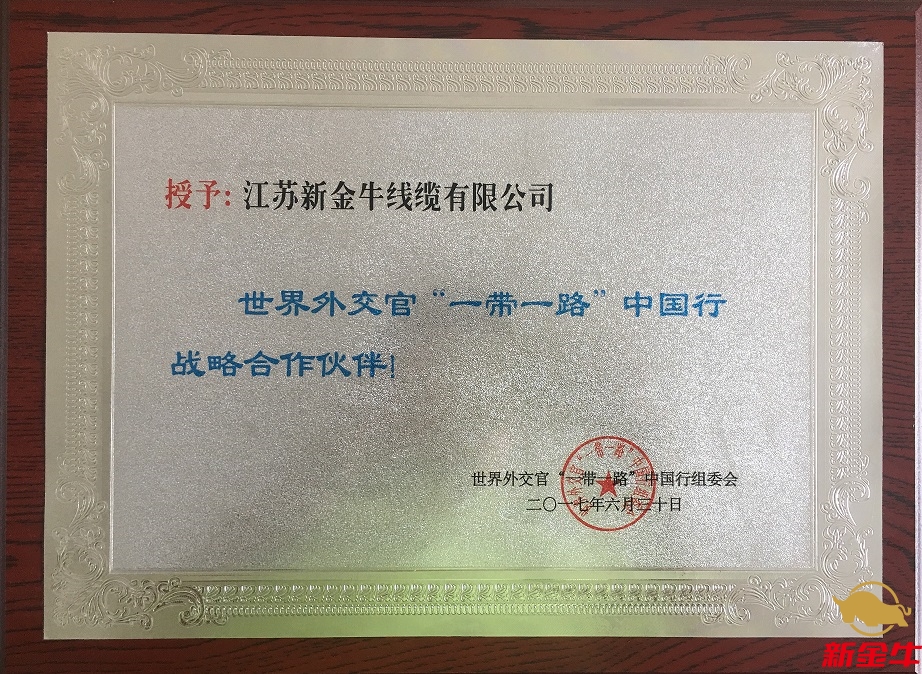 授予: 江苏新金牛线缆有限公司
世界外交官“一带一路”中国行
战略合作伙伴!
世界外交官“一带一路”中国行组委会
二〇一七年六月三十日
新金牛